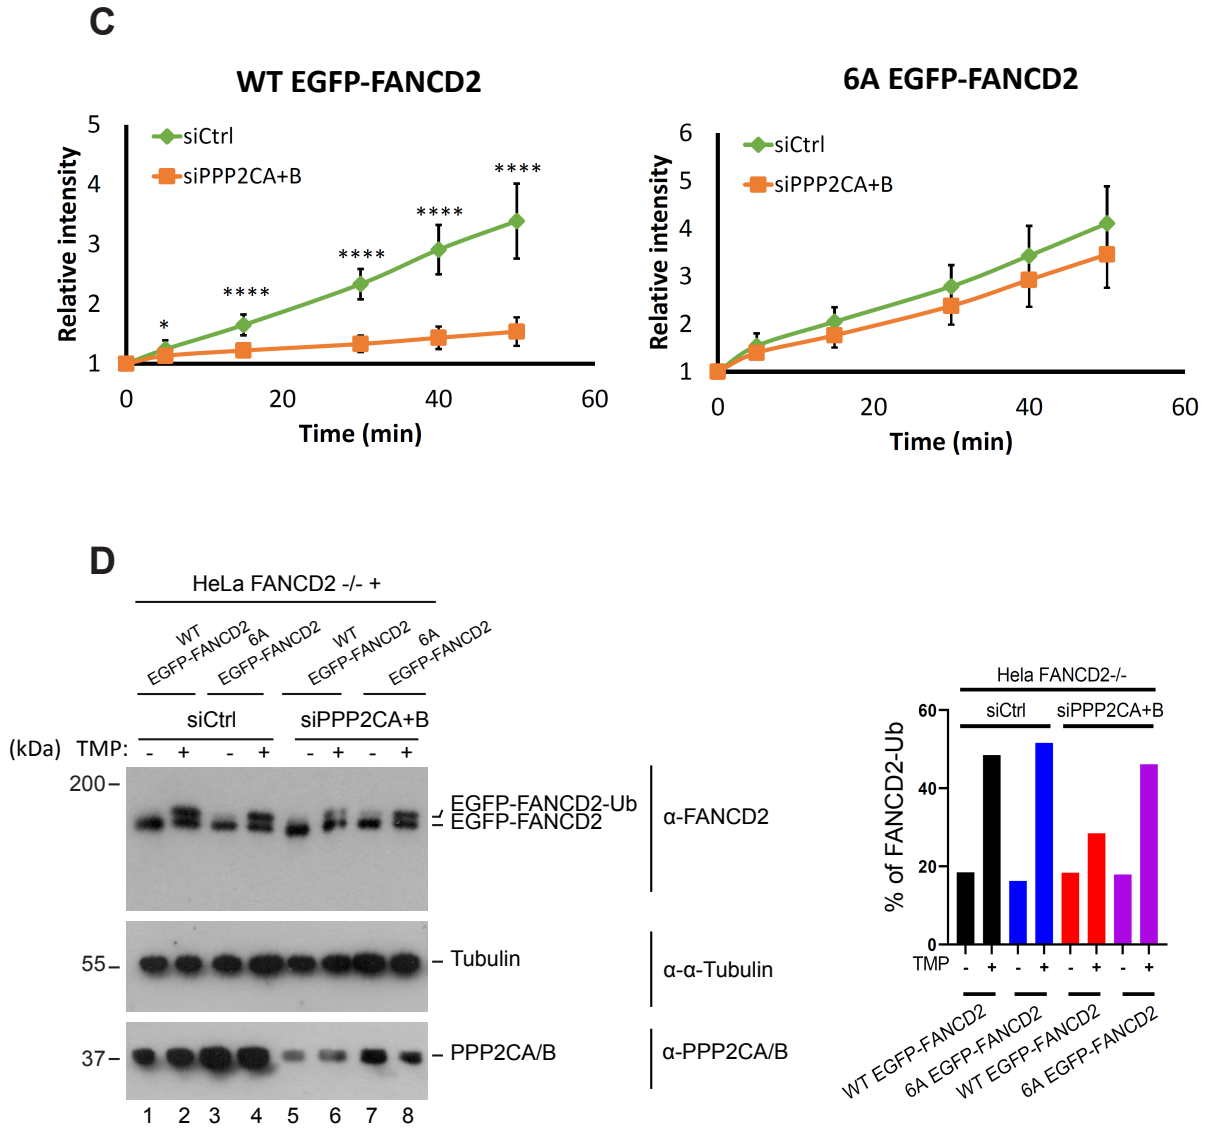 C
WT EGFP-FANCD2
5
4
3
2
1
Relative intensity
siCtrl
siPPP2CA+B
*
****
****
****
****
0
20
40
60
Time (min)
6A EGFP-FANCD2
6
5
4
3
2
1
Relative intensity
siCtrl
siPPP2CA+B
0
20
40
60
Time (min)
D
HeLa FANCD2 -/- +
WT
EGFP-FANCD2
6A
EGFP-FANCD2
WT
EGFP-FANCD2
6A
EGFP-FANCD2
siCtrl
siPPP2CA+B
(kDa) TMP: - + - + - + - +
200
EGFP-FANCD2-Ub
EGFP-FANCD2
α-FANCD2
55
Tubulin
α-α-Tubulin
37
PPP2CA/B
α-PPP2CA/B
1 2 3 4 5 6 7 8
Hela FANCD2-/-
siCtrl
siPPP2CA+B
% of FANCD2-Ub
60
40
20
0
TMP - + - + - + - +
WT EGFP-FANCD2
6A EGFP-FANCD2
WT EGFP-FANCD2
6A EGFP-FANCD2